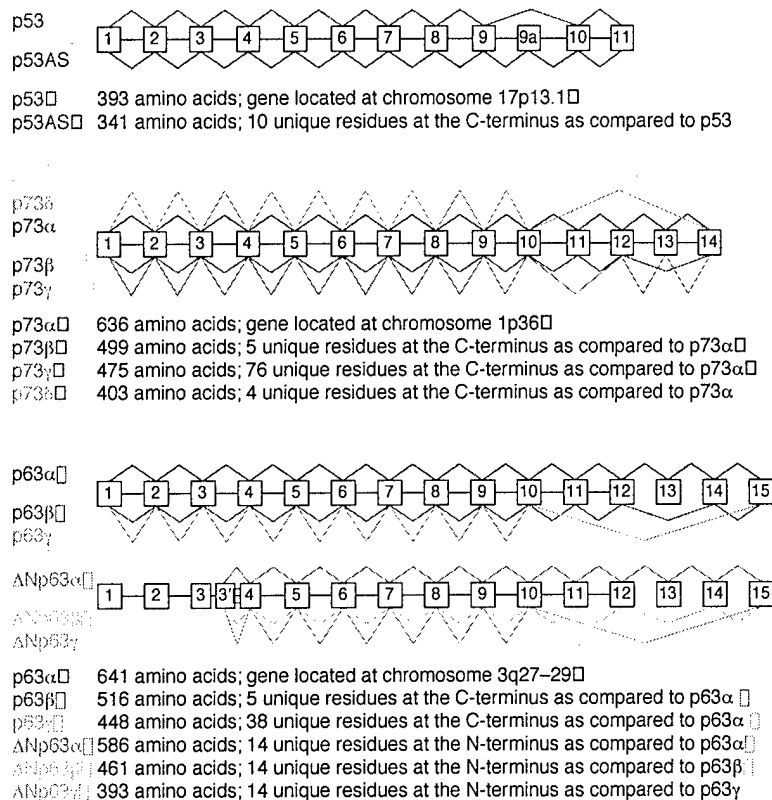 p53
1 2 3 4 5 6 7 8 9 9a 10 11
p53AS
p53□ 393 amino acids; gene located at chromosome 17p13.1□
p53AS□ 341 amino acids; 10 unique residues at the C-terminus as compared to p53
p73δ
p73α
1 2 3 4 5 6 7 8 9 10 11 12 13 14
p73β
p73γ
p73α□ 636 amino acids; gene located at chromosome 1p36□
p73β□ 499 amino acids; 5 unique residues at the C-terminus as compared to p73α□
p73γ□ 475 amino acids; 76 unique residues at the C-terminus as compared to p73α□
p73δ□ 403 amino acids; 4 unique residues at the C-terminus as compared to p73α
p63α□
1 2 3 4 5 6 7 8 9 10 11 12 13 14 15
p63β□
p63γ
ΔNp63α□
1 2 3 3' 4 5 6 7 8 9 10 11 12 13 14 15
ΔNp63β□
ΔNp63γ
p63α□ 641 amino acids; gene located at chromosome 3q27–29□
p63β□ 516 amino acids; 5 unique residues at the C-terminus as compared to p63α □
p63γ□ 448 amino acids; 38 unique residues at the C-terminus as compared to p63α □
ΔNp63α□ 586 amino acids; 14 unique residues at the N-terminus as compared to p63α□
ΔNp63β□ 461 amino acids; 14 unique residues at the N-terminus as compared to p63β□
ΔNp63γ□ 393 amino acids; 14 unique residues at the N-terminus as compared to p63γ